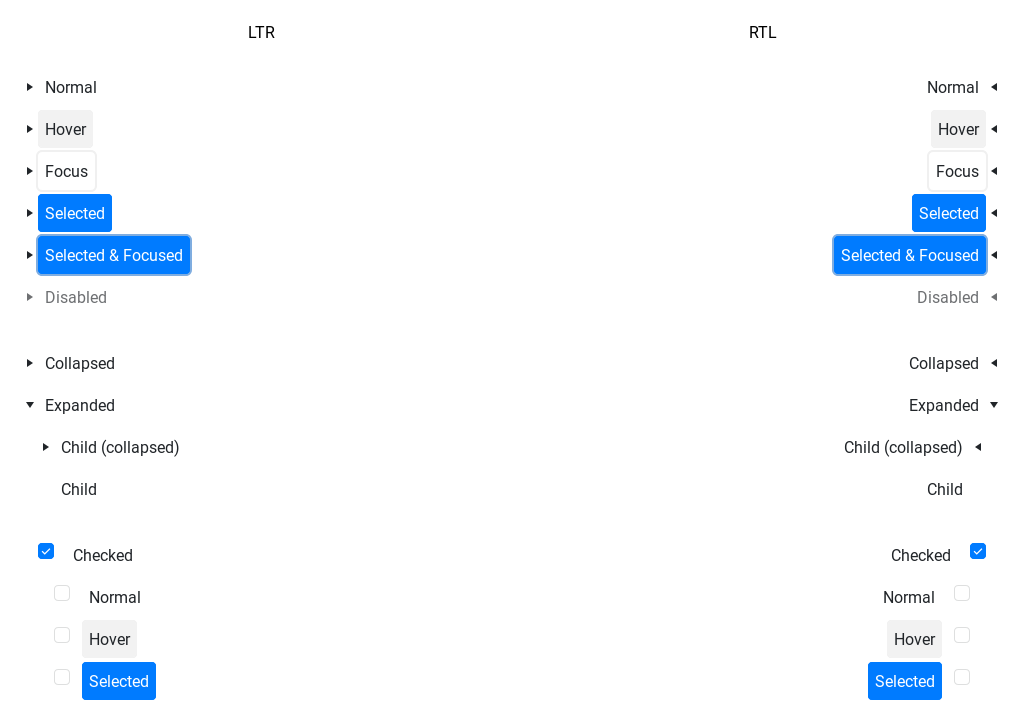 LTR
Normal
Hover
Focus
Selected
Selected & Focused
Disabled
Collapsed
Expanded
Child (collapsed)
Child
Checked
Normal
Hover
Selected
RTL
Normal
Hover
Focus
Selected
Selected & Focused
Disabled
Collapsed
Expanded
Child (collapsed)
Child
Checked
Normal
Hover
Selected